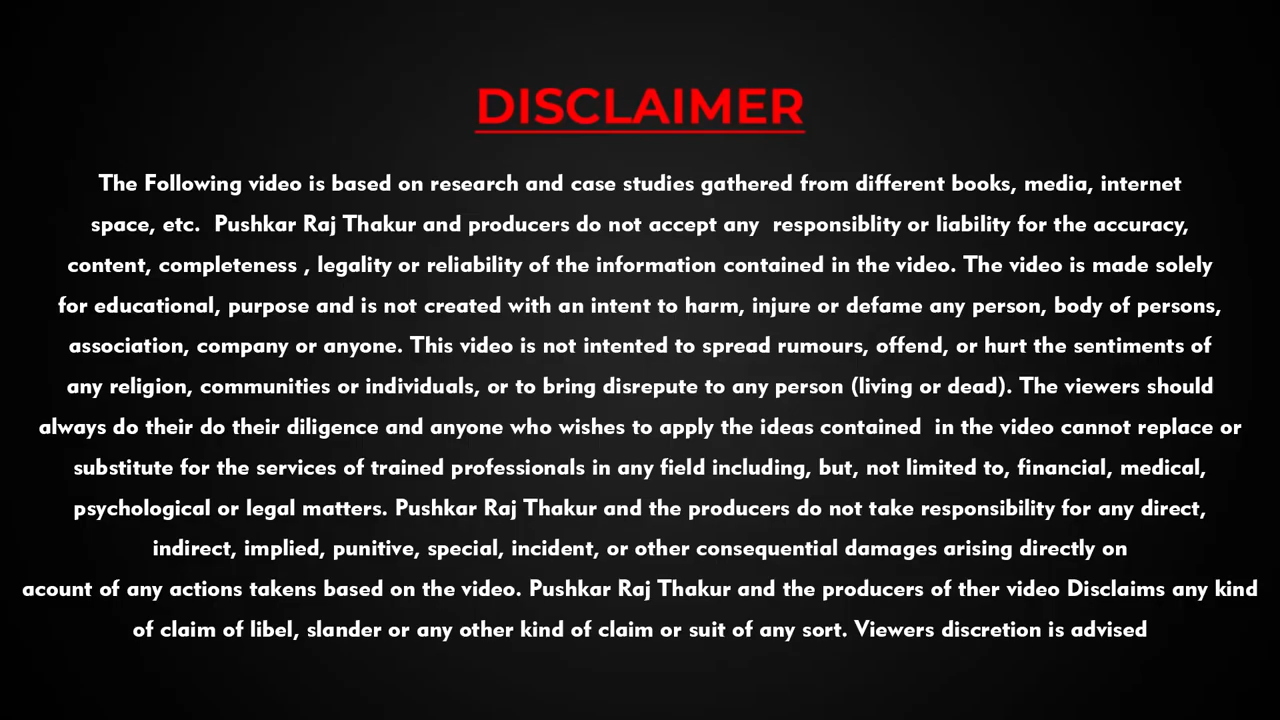 DISCLAIMER
The Following video is based on research and case studies gathered from different books, media, internet
space, etc.  Pushkar Raj Thakur and producers do not accept any  responsiblity or liability for the accuracy,
content, completeness , legality or reliability of the information contained in the video. The video is made solely
for educational, purpose and is not created with an intent to harm, injure or defame any person, body of persons,
association, company or anyone. This video is not intented to spread rumours, offend, or hurt the sentiments of
any religion, communities or individuals, or to bring disrepute to any person (living or dead). The viewers should
always do their do their diligence and anyone who wishes to apply the ideas contained  in the video cannot replace or
substitute for the services of trained professionals in any field including, but, not limited to, financial, medical,
psychological or legal matters. Pushkar Raj Thakur and the producers do not take responsibility for any direct,
indirect, implied, punitive, special, incident, or other consequential damages arising directly on
acount of any actions takens based on the video. Pushkar Raj Thakur and the producers of ther video Disclaims any kind
of claim of libel, slander or any other kind of claim or suit of any sort. Viewers discretion is advised